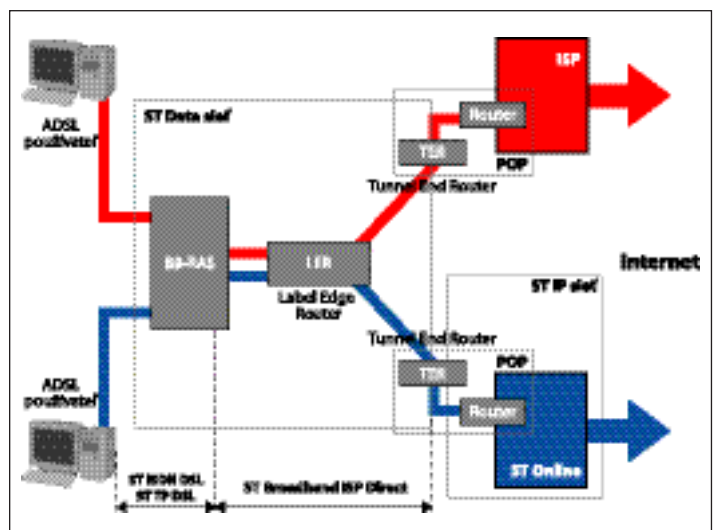 ISP
ST Data sieť
Router
ADSL
používateľ
TER
POP
Tunnel End Router
BB-RAS
LER
Internet
ST IP sieť
Label Edge
Router
Tunnel End Router
POP
TER
ADSL
používateľ
Router
ST Online
ST ISDN DSL
ST TP DSL
ST Broadband ISP Direct